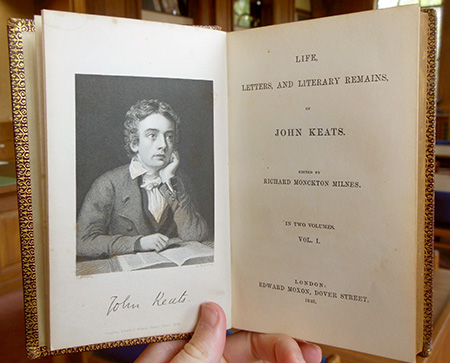 John Keats
LIFE,
LETTERS, AND LITERARY REMAINS,
OF
JOHN KEATS.
EDITED BY
RICHARD MONCKTON MILNES.
IN TWO VOLUMES.
VOL. I.
LONDON:
EDWARD MOXON, DOVER STREET.
1848.